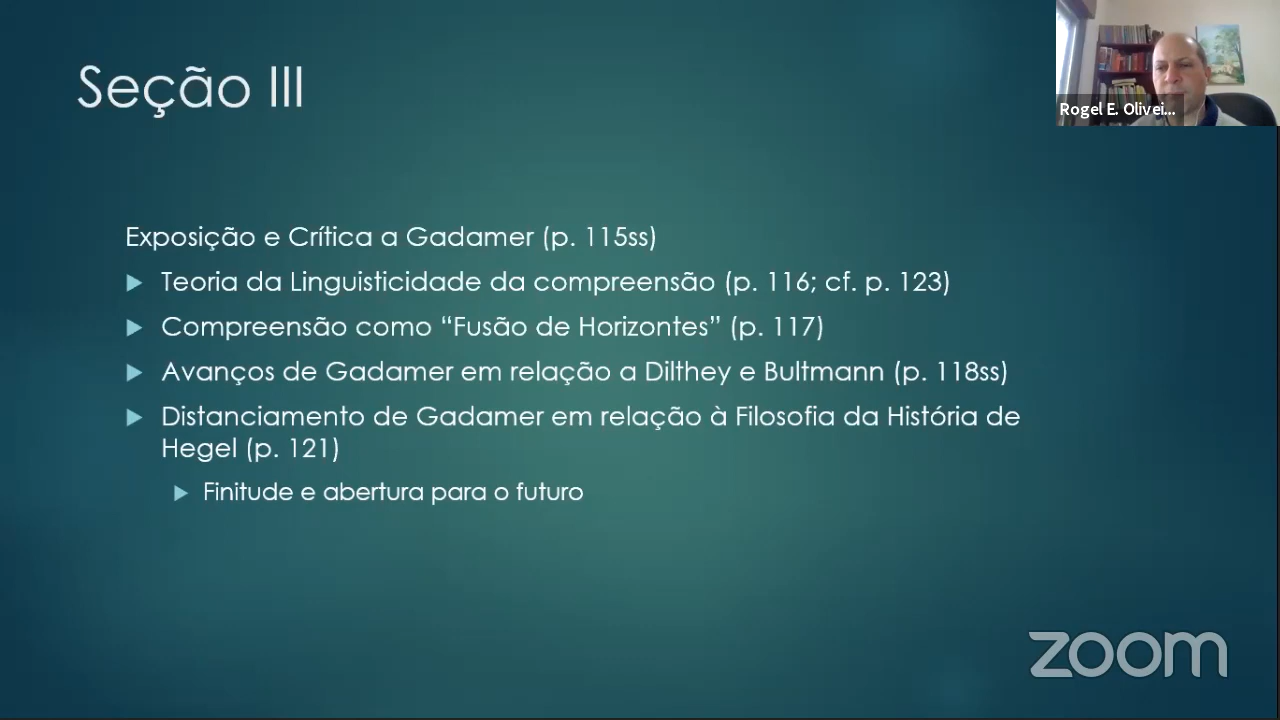 Seção III
Rogel E. Olivei...
Exposição e Crítica a Gadamer (p. 115ss)
Teoria da Linguisticidade da compreensão (p. 116; cf. p. 123)
Compreensão como “Fusão de Horizontes” (p. 117)
Avanços de Gadamer em relação a Dilthey e Bultmann (p. 118ss)
Distanciamento de Gadamer em relação à Filosofia da História de
Hegel (p. 121)
Finitude e abertura para o futuro
zoom